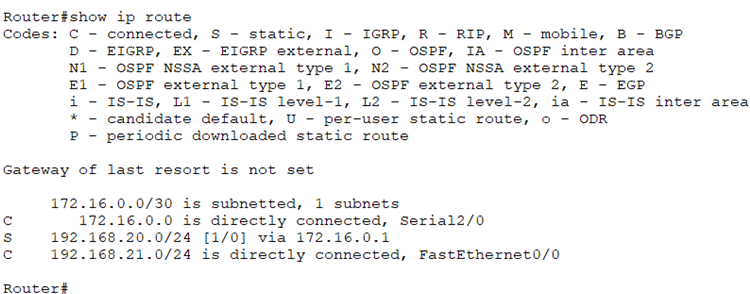 Router#show ip route
Codes: C - connected, S - static, I - IGRP, R - RIP, M - mobile, B - BGP
       D - EIGRP, EX - EIGRP external, O - OSPF, IA - OSPF inter area
       N1 - OSPF NSSA external type 1, N2 - OSPF NSSA external type 2
       E1 - OSPF external type 1, E2 - OSPF external type 2, E - EGP
       i - IS-IS, L1 - IS-IS level-1, L2 - IS-IS level-2, ia - IS-IS inter area
       * - candidate default, U - per-user static route, o - ODR
       P - periodic downloaded static route

Gateway of last resort is not set

     172.16.0.0/30 is subnetted, 1 subnets
C       172.16.0.0 is directly connected, Serial2/0
S    192.168.20.0/24 [1/0] via 172.16.0.1
C    192.168.21.0/24 is directly connected, FastEthernet0/0

Router#